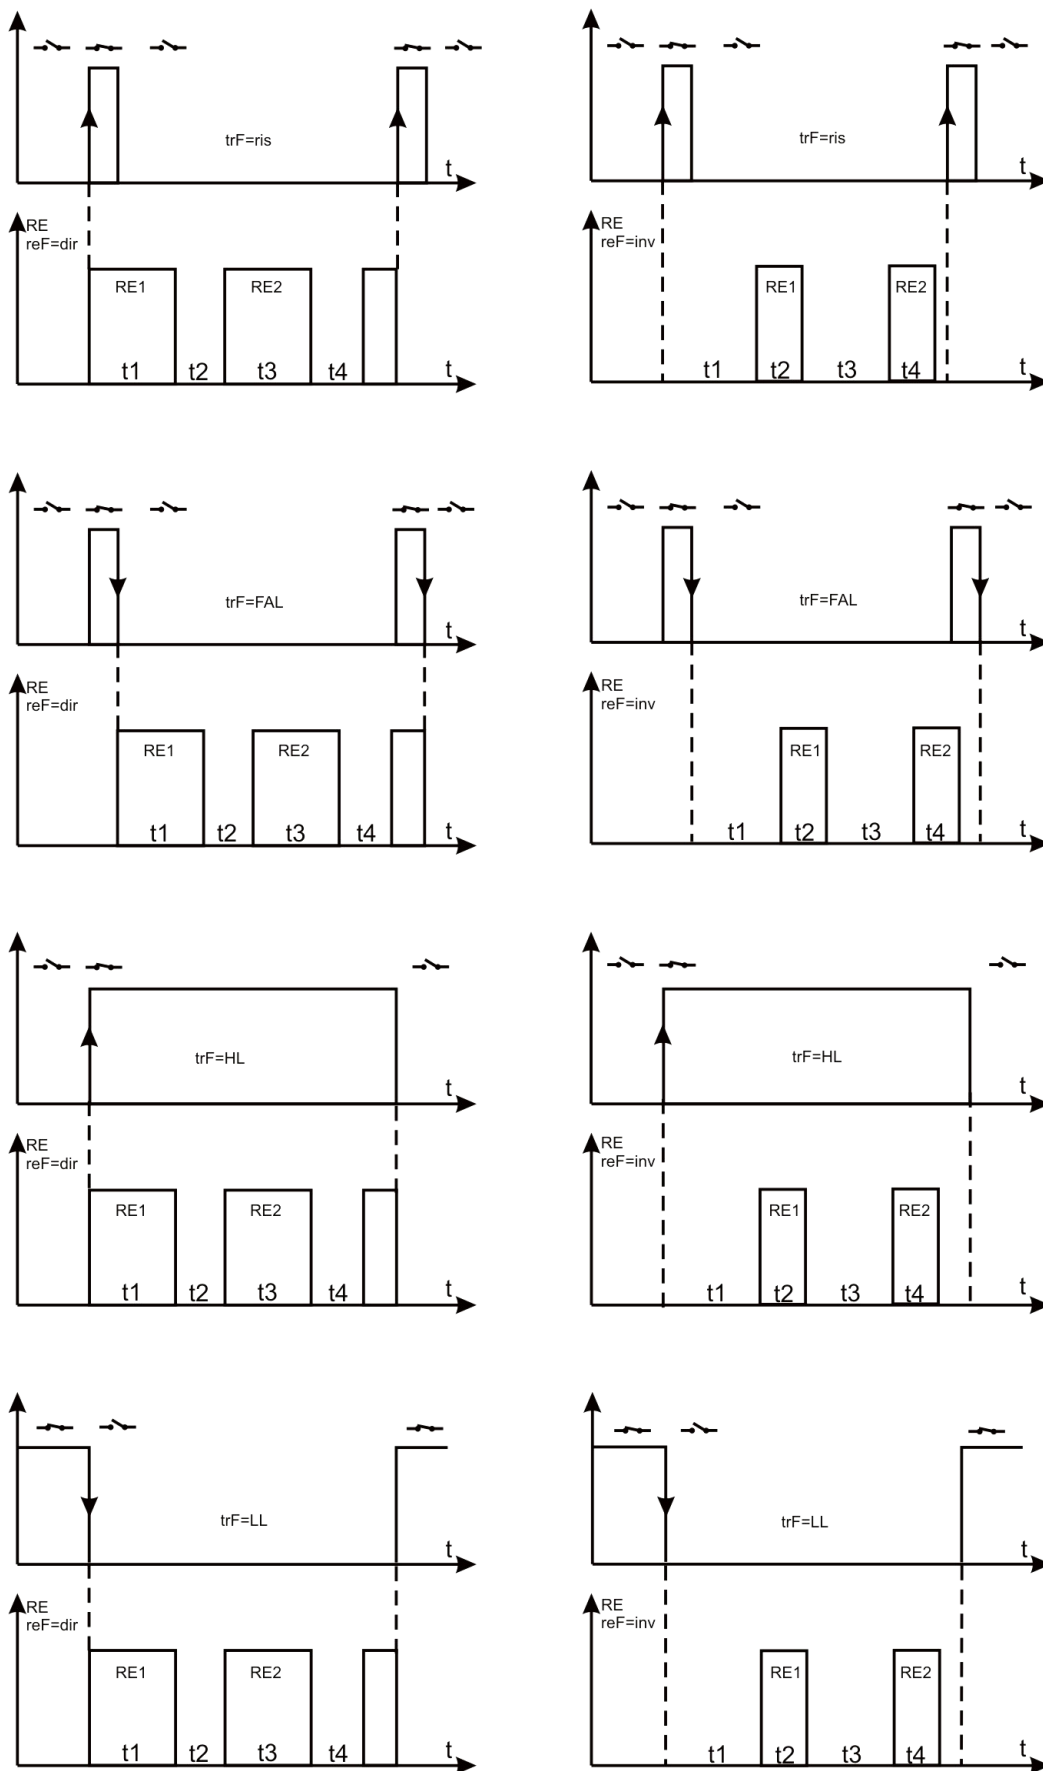 trF=ris
t
RE
reF=dir
RE1
RE2
t1
t2
t3
t4
t
trF=ris
t
RE
reF=inv
RE1
RE2
t1
t2
t3
t4
t
trF=FAL
t
RE
reF=dir
RE1
RE2
t1
t2
t3
t4
t
trF=FAL
t
RE
reF=inv
RE1
RE2
t1
t2
t3
t4
t
trF=HL
t
RE
reF=dir
RE1
RE2
t1
t2
t3
t4
t
trF=HL
t
RE
reF=inv
RE1
RE2
t1
t2
t3
t4
t
trF=LL
t
RE
reF=dir
RE1
RE2
t1
t2
t3
t4
t
trF=LL
t
RE
reF=inv
RE1
RE2
t1
t2
t3
t4
t